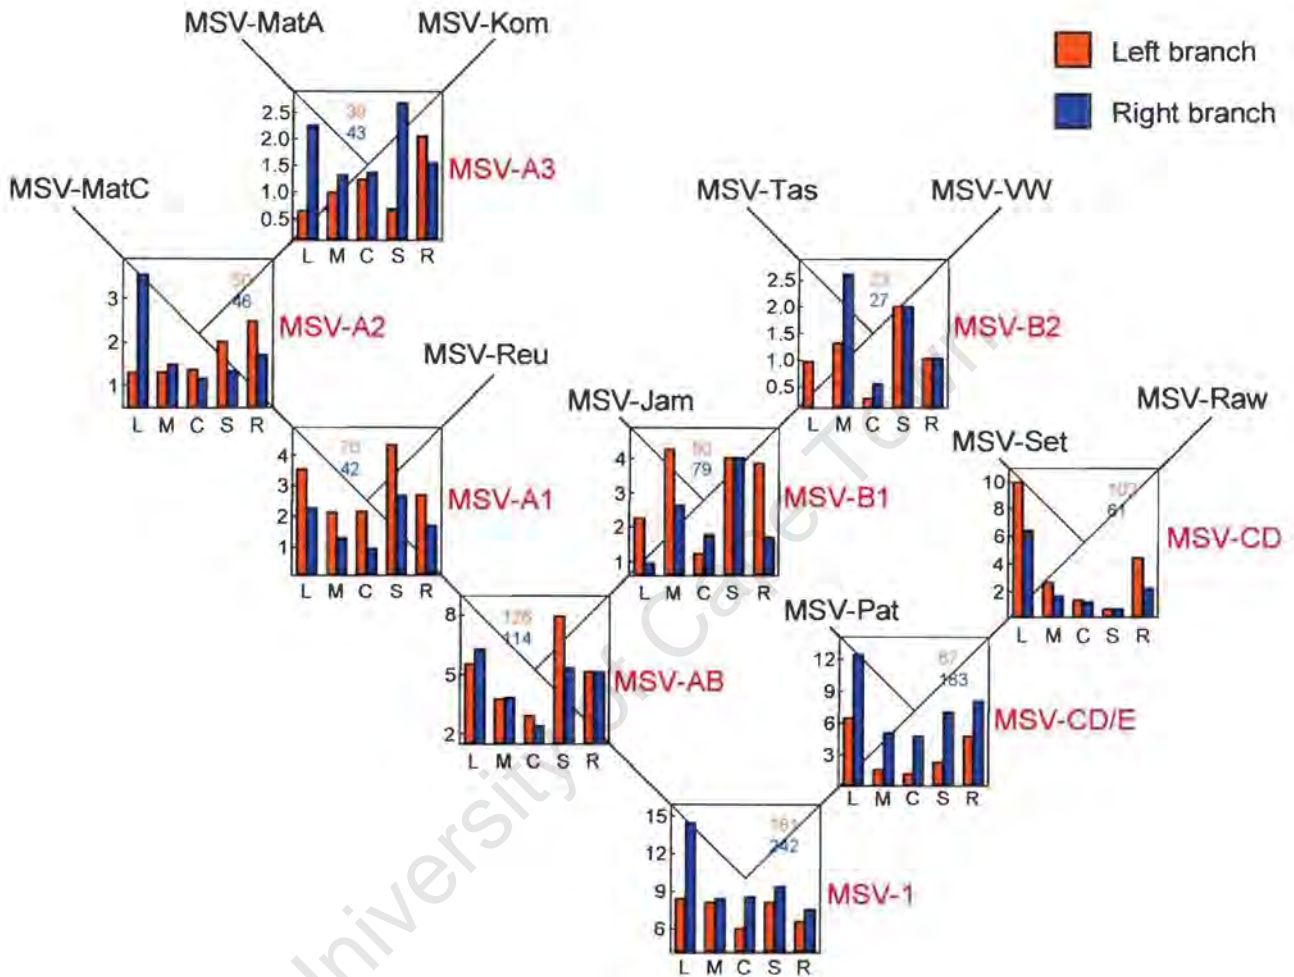 MSV-MatA
MSV-Kom
Left branch
Right branch
2.5
2.0
1.5
1.0
0.5
39
43
MSV-A3
L M C S R
MSV-MatC
3
2
1
50
46
MSV-A2
L M C S R
MSV-Tas
MSV-VW
2.5
2.0
1.5
1.0
0.5
23
27
MSV-B2
L M C S R
MSV-Reu
4
3
2
1
42
MSV-A1
L M C S R
MSV-Jam
4
3
2
1
79
MSV-B1
L M C S R
MSV-Raw
MSV-Set
10
8
6
4
2
61
MSV-CD
L M C S R
8
5
2
126
114
MSV-AB
L M C S R
MSV-Pat
12
9
6
3
183
MSV-CD/E
L M C S R
15
12
9
6
242
MSV-1
L M C S R
University of Cape Town